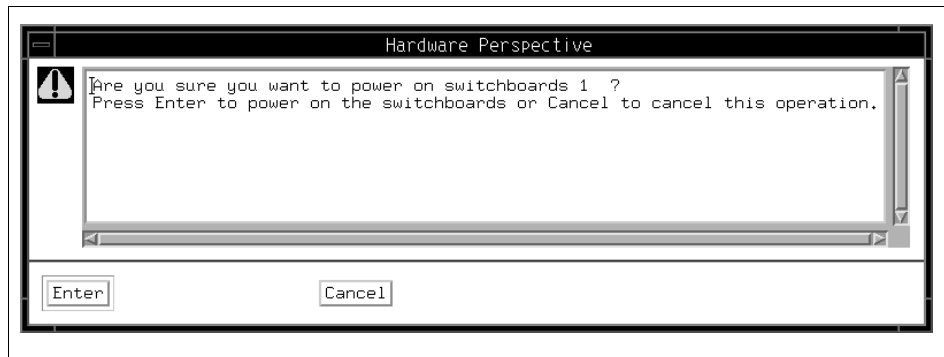 Hardware Perspective
Are you sure you want to power on switchboards 1  ?
Press Enter to power on the switchboards or Cancel to cancel this operation.
Enter
Cancel